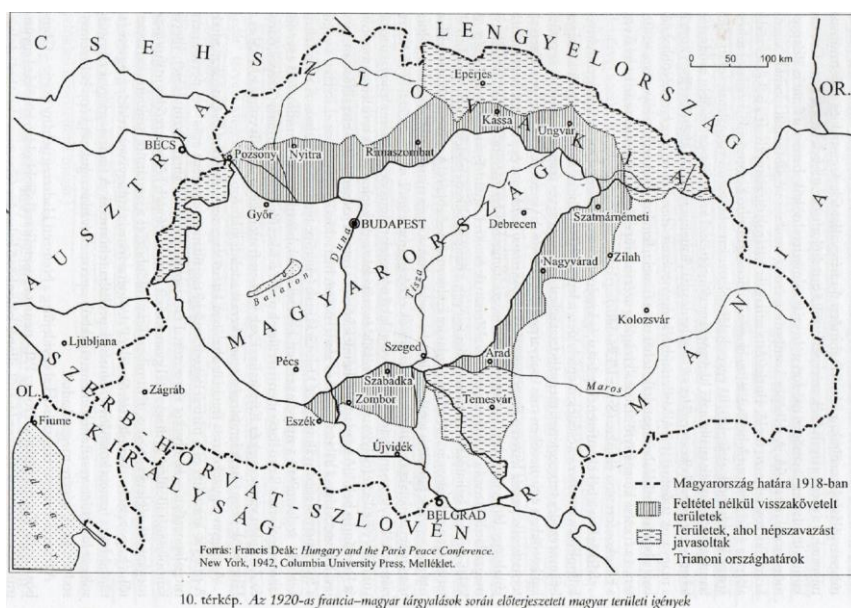 LENGYELORSZÁG
CSEHSZLOVÁKIA
OR.
0 50 100 km
Eperjes
Kassa
Ungvár
BÉCS
Pozsony
Nyitra
Rimaszombat
AUSZTRIA
Győr
BUDAPEST
Duna
Debrecen
Szatmárnémeti
MAGYARORSZÁG
Tisza
Nagyvárad
Zilah
Balaton
Kolozsvár
ROMÁNIA
Ljubljana
Pécs
Szeged
Arad
Maros
SZERB-HORVÁT-SZLOVÉN
KIRÁLYSÁG
OL.
Zágráb
Szabadka
Zombor
Temesvár
Fiume
Eszék
Újvidék
Adriai
tenger
BELGRÁD
Magyarország határa 1918-ban
Feltétel nélkül visszakövetelt
területek
Területek, ahol népszavazást
javasoltak
Trianoni országhatárok
Forrás: Francis Deák: Hungary and the Paris Peace Conference.
New York, 1942, Columbia University Press. Melléklet.
10. térkép. Az 1920-as francia–magyar tárgyalások során előterjesztett magyar területi igények